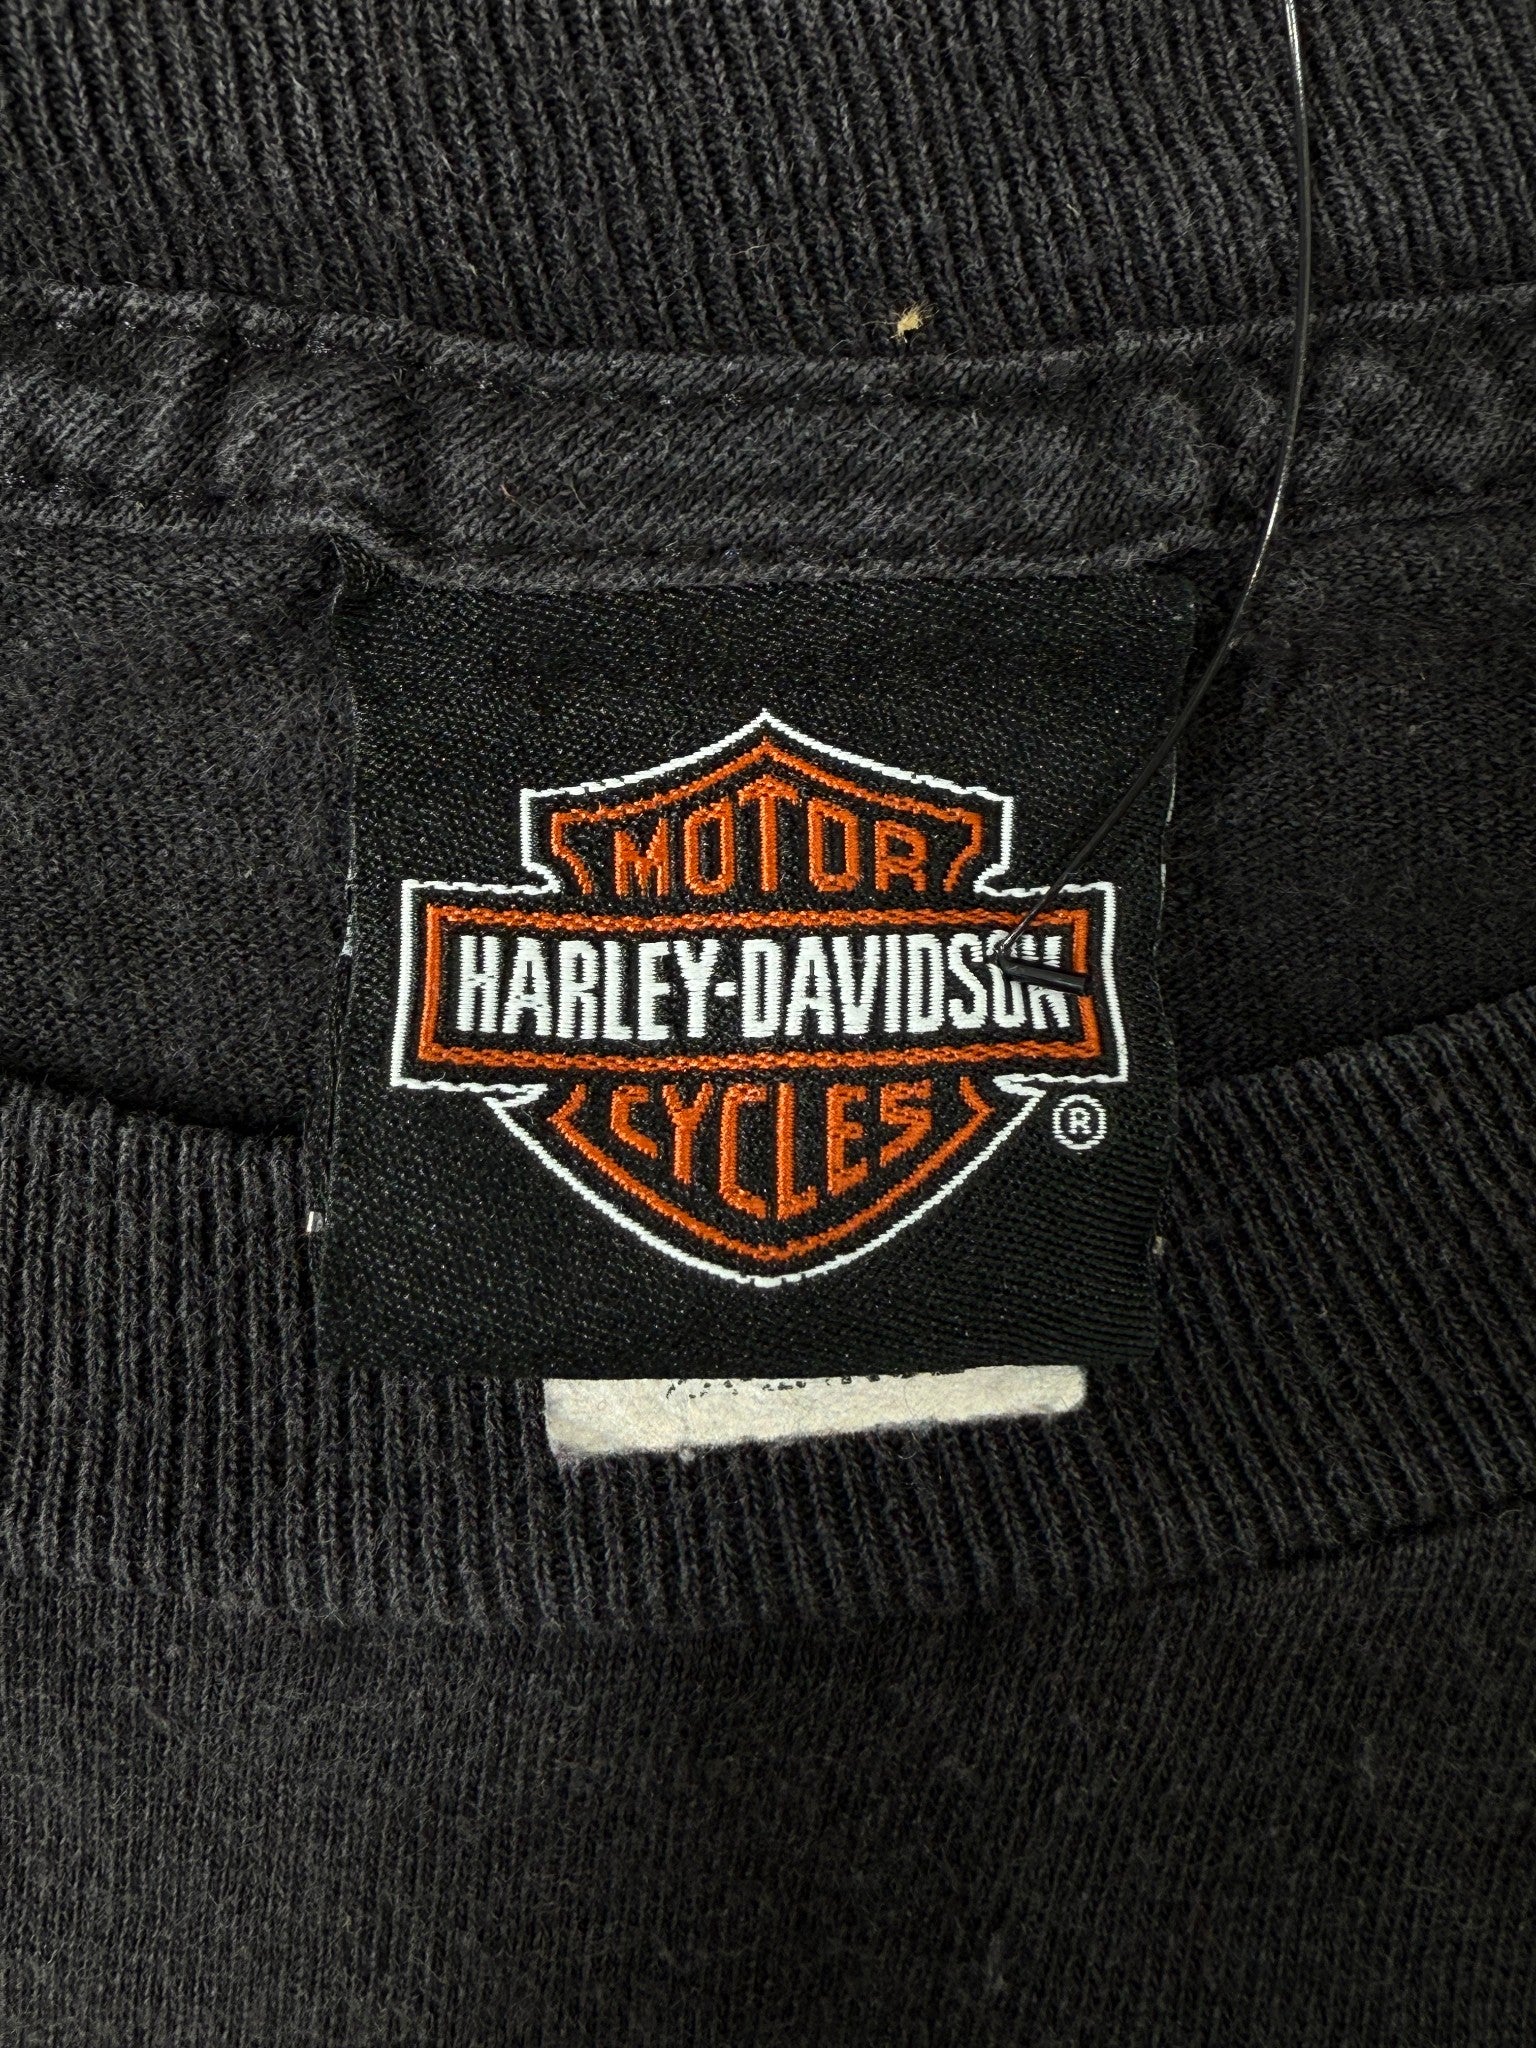 MOTOR
HARLEY-DAVIDSON
CYCLES
®